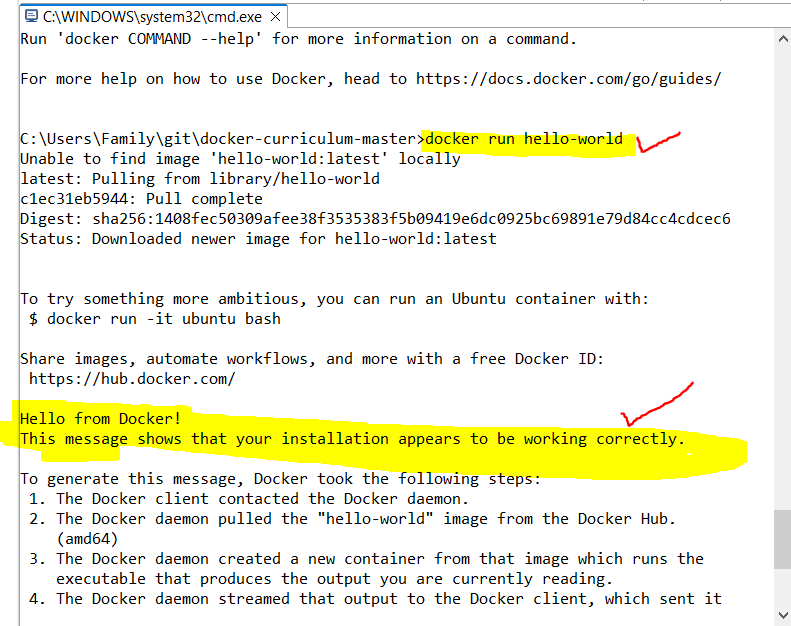 C:\WINDOWS\system32\cmd.exe
Run 'docker COMMAND --help' for more information on a command.
For more help on how to use Docker, head to https://docs.docker.com/go/guides/
C:\Users\Family\git\docker-curriculum-master>docker run hello-world
Unable to find image 'hello-world:latest' locally
latest: Pulling from library/hello-world
c1ec31eb5944: Pull complete
Digest: sha256:1408fec50309afee38f3535383f5b09419e6dc0925bc69891e79d84cc4cdcec6
Status: Downloaded newer image for hello-world:latest
To try something more ambitious, you can run an Ubuntu container with:
$ docker run -it ubuntu bash
Share images, automate workflows, and more with a free Docker ID:
https://hub.docker.com/
Hello from Docker!
This message shows that your installation appears to be working correctly.
To generate this message, Docker took the following steps:
1. The Docker client contacted the Docker daemon.
2. The Docker daemon pulled the "hello-world" image from the Docker Hub.
(amd64)
3. The Docker daemon created a new container from that image which runs the
executable that produces the output you are currently reading.
4. The Docker daemon streamed that output to the Docker client, which sent it